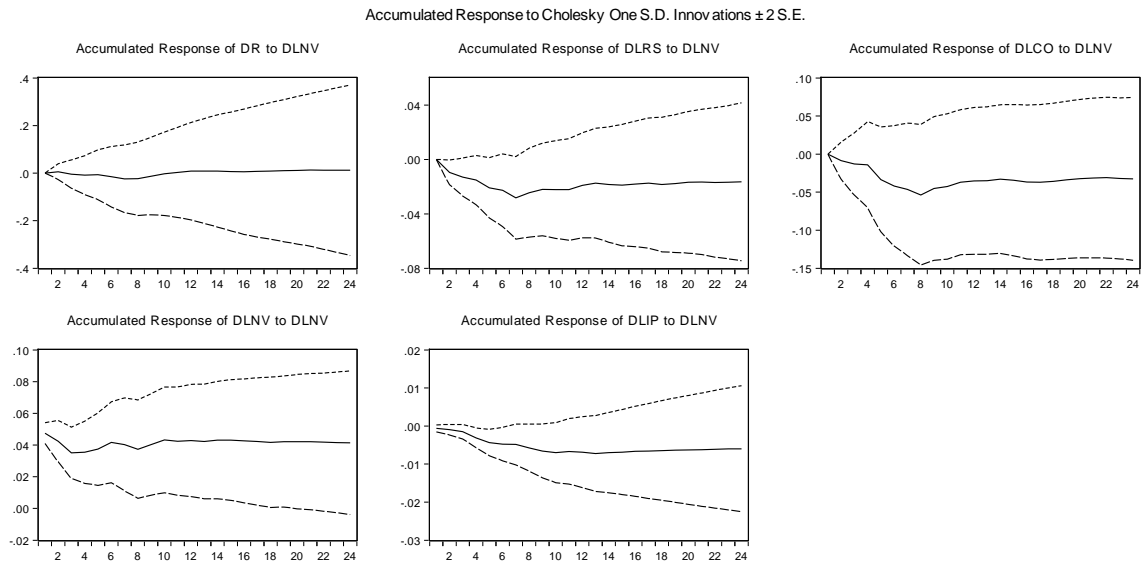 Accumulated Response to Cholesky One S.D. Innovations ± 2 S.E.
Accumulated Response of DR to DLNV
.4
.2
.0
-.2
-.4
2 4 6 8 10 12 14 16 18 20 22 24
Accumulated Response of DLRS to DLNV
.04
.00
-.04
-.08
2 4 6 8 10 12 14 16 18 20 22 24
Accumulated Response of DLCO to DLNV
.10
.05
.00
-.05
-.10
-.15
2 4 6 8 10 12 14 16 18 20 22 24
Accumulated Response of DLNV to DLNV
.10
.08
.06
.04
.02
.00
-.02
2 4 6 8 10 12 14 16 18 20 22 24
Accumulated Response of DLIP to DLNV
.02
.01
.00
-.01
-.02
-.03
2 4 6 8 10 12 14 16 18 20 22 24